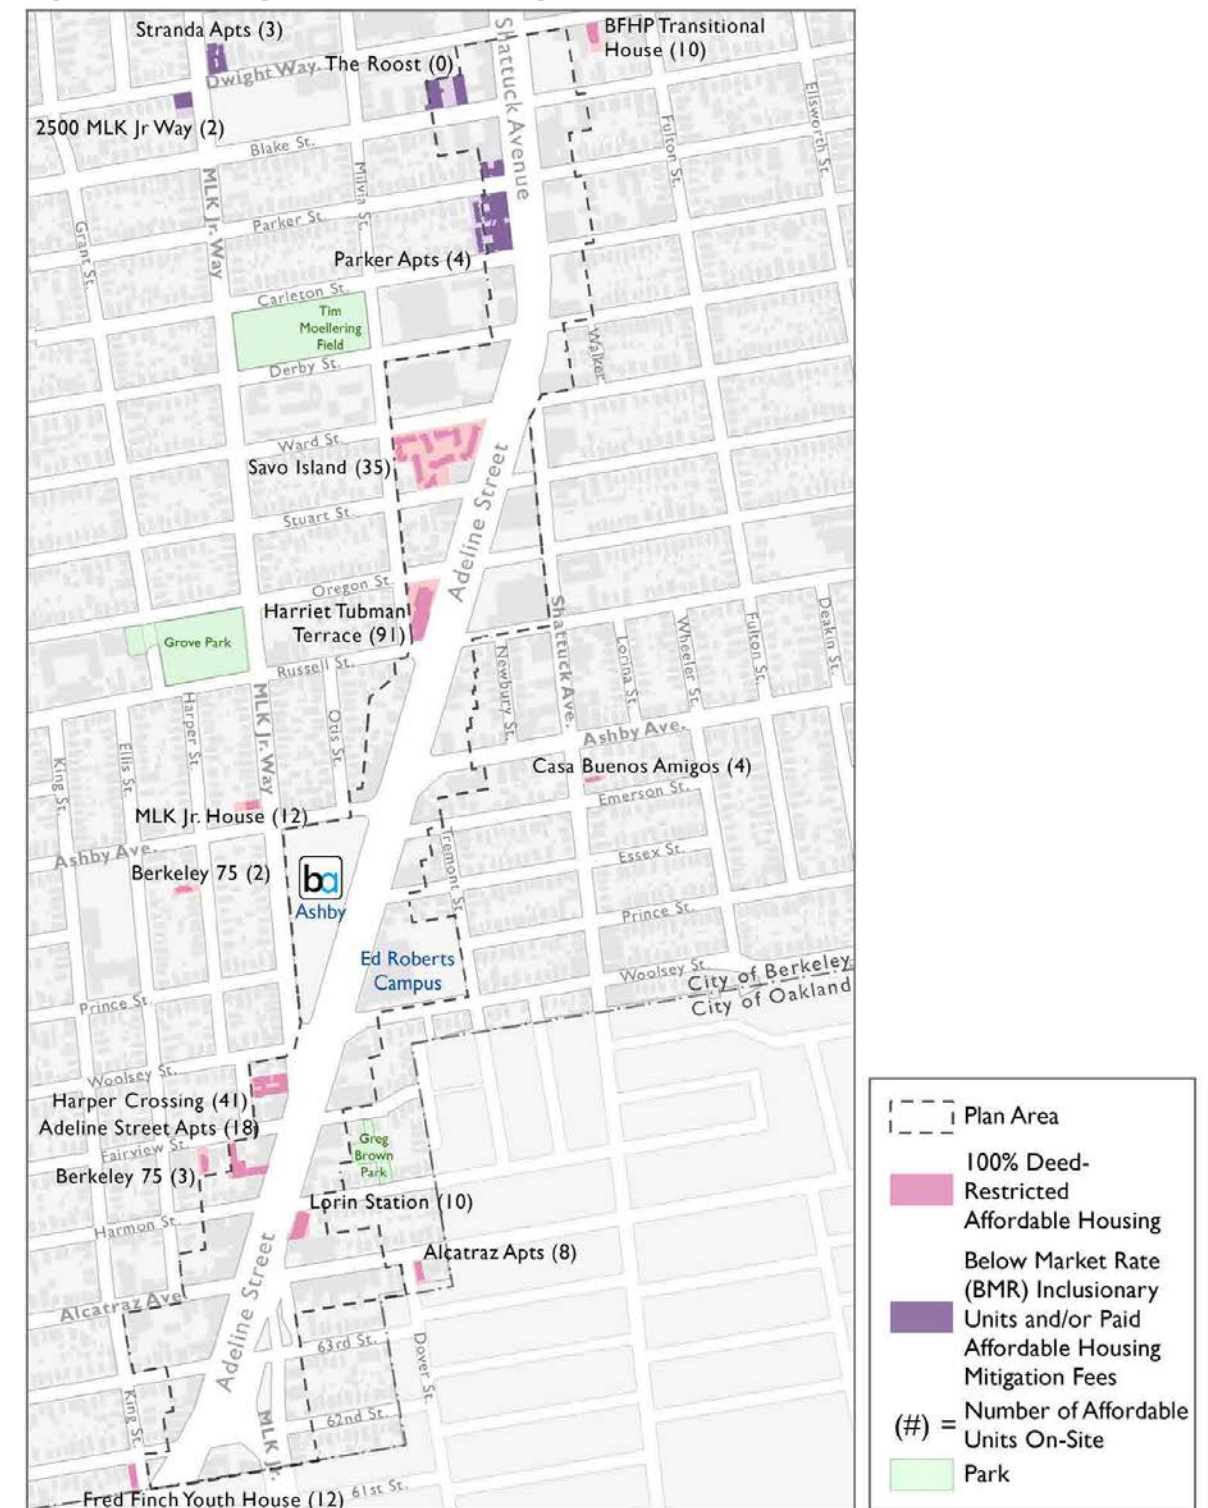 Stranda Apts (3)
BFHP Transitional
House (10)
Shattuck Avenue
The Roost (0)
Dwight Way
2500 MLK Jr Way (2)
Ellsworth St.
Fulton St.
Blake St.
Milvia St.
MLK Jr. Way
Parker St.
Grant St.
Parker Apts (4)
Carleton St.
Tim
Moellering
Field
Walker
Derby St.
Ward St.
Savo Island (35)
Adeline Street
Stuart St.
Oregon St.
Harriet Tubman
Terrace (91)
Shattuck Ave.
Deakin St.
Fulton St.
Wheeler St.
Lorina St.
Newbury St.
Grove Park
Russell St.
MLK Jr. Way
Harper St.
Otis St.
Ellis St.
King St.
Ashby Ave.
Casa Buenos Amigos (4)
Emerson St.
MLK Jr. House (12)
Tremont St.
Essex St.
Ashby Ave.
Berkeley 75 (2)
ba
Ashby
Prince St.
Ed Roberts
Campus
Woolsey St.
City of Berkeley
City of Oakland
Prince St.
Woolsey St.
Harper Crossing (41)
Adeline Street Apts (18)
Fairview St.
Greg
Brown
Park
Berkeley 75 (3)
Lorin Station (10)
Harmon St.
Alcatraz Apts (8)
Alcatraz Ave
Adeline Street
63rd St.
Dover St.
King St.
MLK Jr.
62nd St.
61st St.
Fred Finch Youth House (12)
Plan Area
100% Deed-
Restricted
Affordable Housing
Below Market Rate
(BMR) Inclusionary
Units and/or Paid
Affordable Housing
Mitigation Fees
(#) = Number of Affordable
Units On-Site
Park